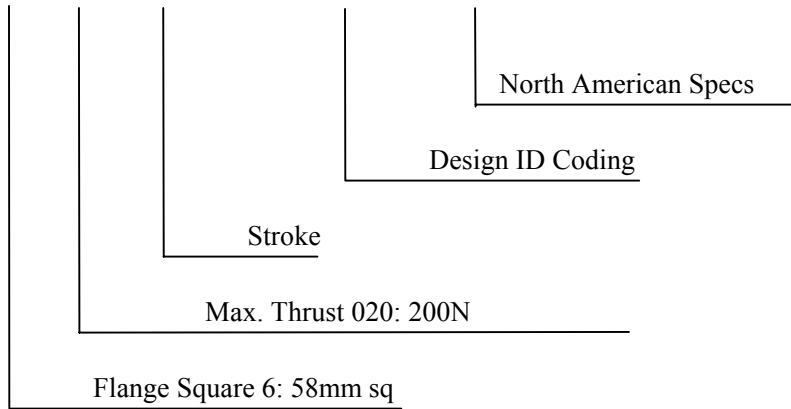 North American Specs
Design ID Coding
Stroke
Max. Thrust 020: 200N
Flange Square 6: 58mm sq